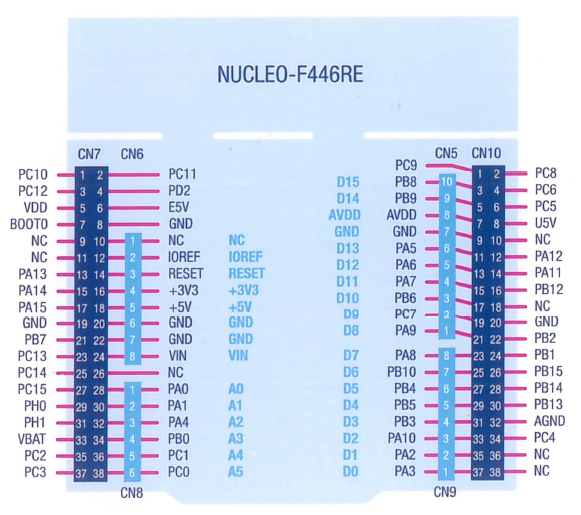 NUCLEO-F446RE
CN7 CN6 CN5 CN10
PC10 1 2 PC11
PC12 3 4 PD2
VDD 5 6 E5V
BOOT0 7 8 GND
NC 9 10 1 NC NC
NC 11 12 2 IOREF IOREF
PA13 13 14 3 RESET RESET
PA14 15 16 4 +3V3 +3V3
PA15 17 18 5 +5V +5V
GND 19 20 6 GND GND
PB7 21 22 7 GND GND
PC13 23 24 8 VIN VIN
PC14 25 26 NC
PC15 27 28 1 PA0 A0
PH0 29 30 2 PA1 A1
PH1 31 32 3 PA4 A2
VBAT 33 34 4 PB0 A3
PC2 35 36 5 PC1 A4
PC3 37 38 6 PC0 A5
CN8
PC9 1 2 PC8
D15 PB8 10 3 4 PC6
D14 PB9 9 5 6 PC5
AVDD AVDD 8 7 8 U5V
GND GND 7 9 10 NC
D13 PA5 6 11 12 PA12
D12 PA6 5 13 14 PA11
D11 PA7 4 15 16 PB12
D10 PB6 3 17 18 NC
D9 PC7 2 19 20 GND
D8 PA9 1 21 22 PB2
D7 PA8 8 23 24 PB1
D6 PB10 7 25 26 PB15
D5 PB4 6 27 28 PB14
D4 PB5 5 29 30 PB13
D3 PB3 4 31 32 AGND
D2 PA10 3 33 34 PC4
D1 PA2 2 35 36 NC
D0 PA3 1 37 38 NC
CN9